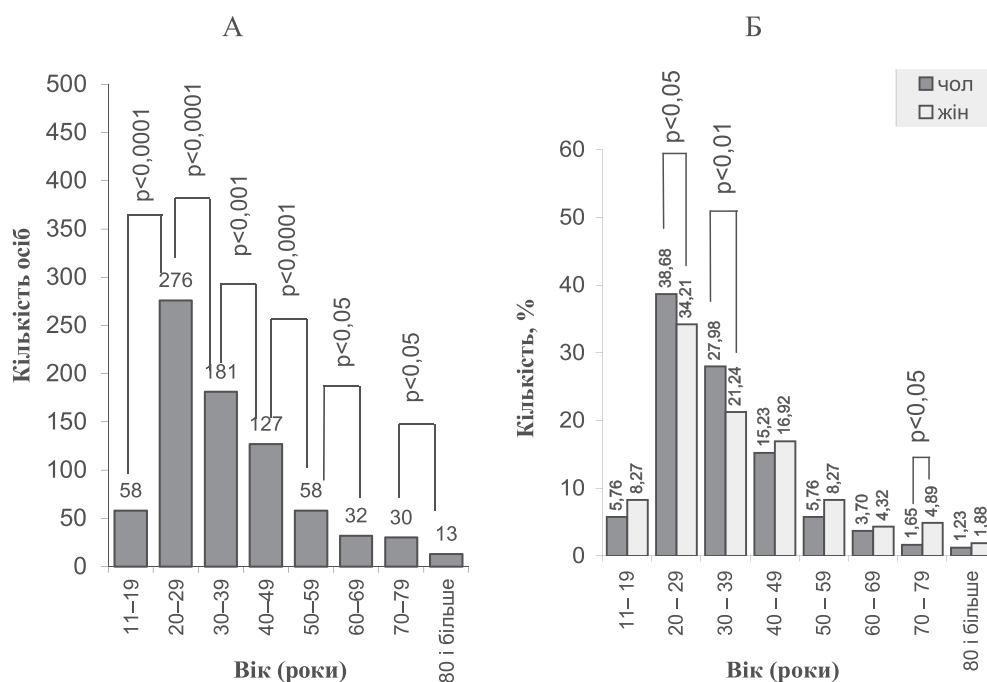 А
Кількість осіб
500
450
400
350
300
250
200
150
100
50
0
p<0,0001
p<0,0001
p<0,001
p<0,0001
p<0,05
p<0,05
58
276
181
127
58
32
30
13
11–19
20–29
30–39
40–49
50–59
60–69
70–79
80 і більше
Вік (роки)
Б
чол
жін
Кількість, %
60
50
40
30
20
10
0
p<0,05
p<0,01
p<0,05
5,76
8,27
38,68
34,21
27,98
21,24
15,23
16,92
5,76
8,27
3,70
4,32
1,65
4,89
1,23
1,88
11– 19
20 – 29
30 – 39
40 – 49
50 – 59
60 – 69
70 – 79
80 і більше
Вік (роки)